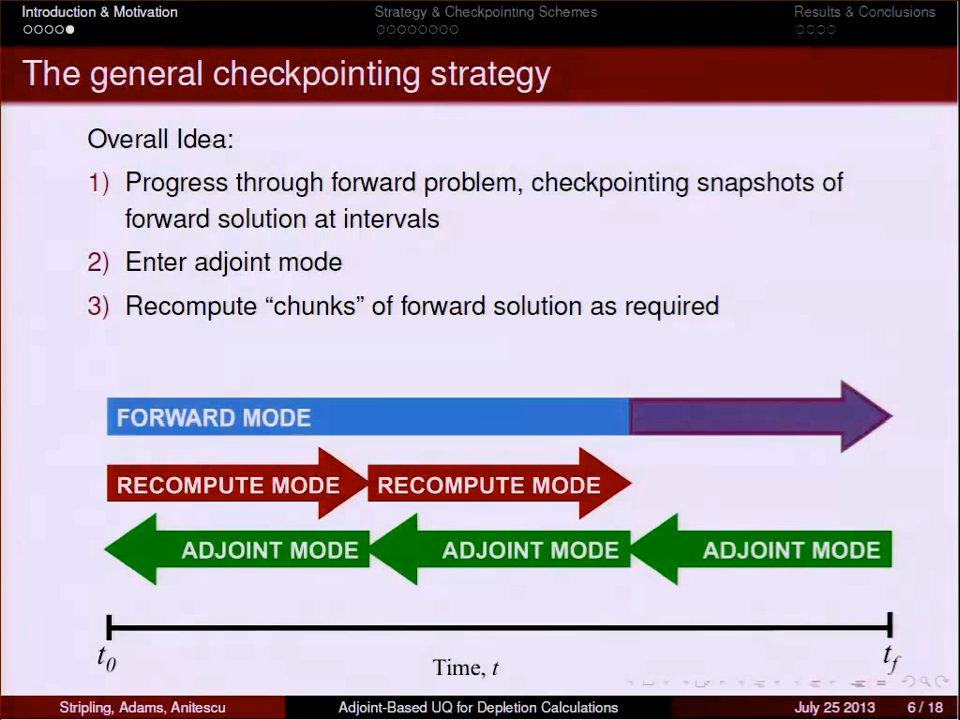 Introduction & Motivation
Strategy & Checkpointing Schemes
Results & Conclusions
The general checkpointing strategy
Overall Idea:
1) Progress through forward problem, checkpointing snapshots of
forward solution at intervals
2) Enter adjoint mode
3) Recompute “chunks” of forward solution as required
FORWARD MODE
RECOMPUTE MODE
RECOMPUTE MODE
ADJOINT MODE
ADJOINT MODE
ADJOINT MODE
t0
Time, t
tf
Stripling, Adams, Anitescu
Adjoint-Based UQ for Depletion Calculations
July 25 2013
6 / 18